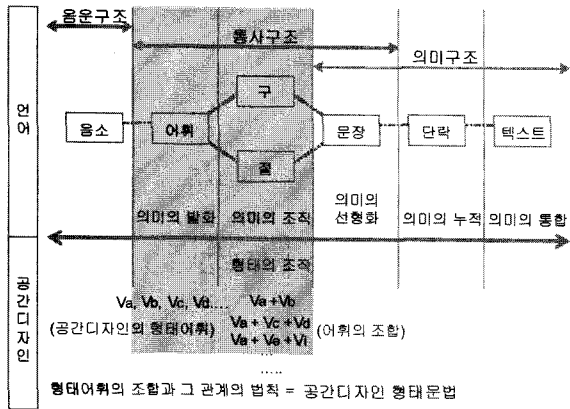 음운구조
통사구조
의미구조
언어
음소
어휘
구
절
문장
단락
텍스트
의미의 발화
의미의 조직
의미의
선형화
의미의 누적
의미의 통합
형태의 조작
공간디자인
Va, Vb, Vc, Vd....
(공간디자인의 형태어휘)
Va +Vb
Va + Vc + Vd
Va + Ve + Vi
(어휘의 조합)
...
.....
형태어휘의 조합과 그 관계의 법칙 = 공간디자인 형태문법